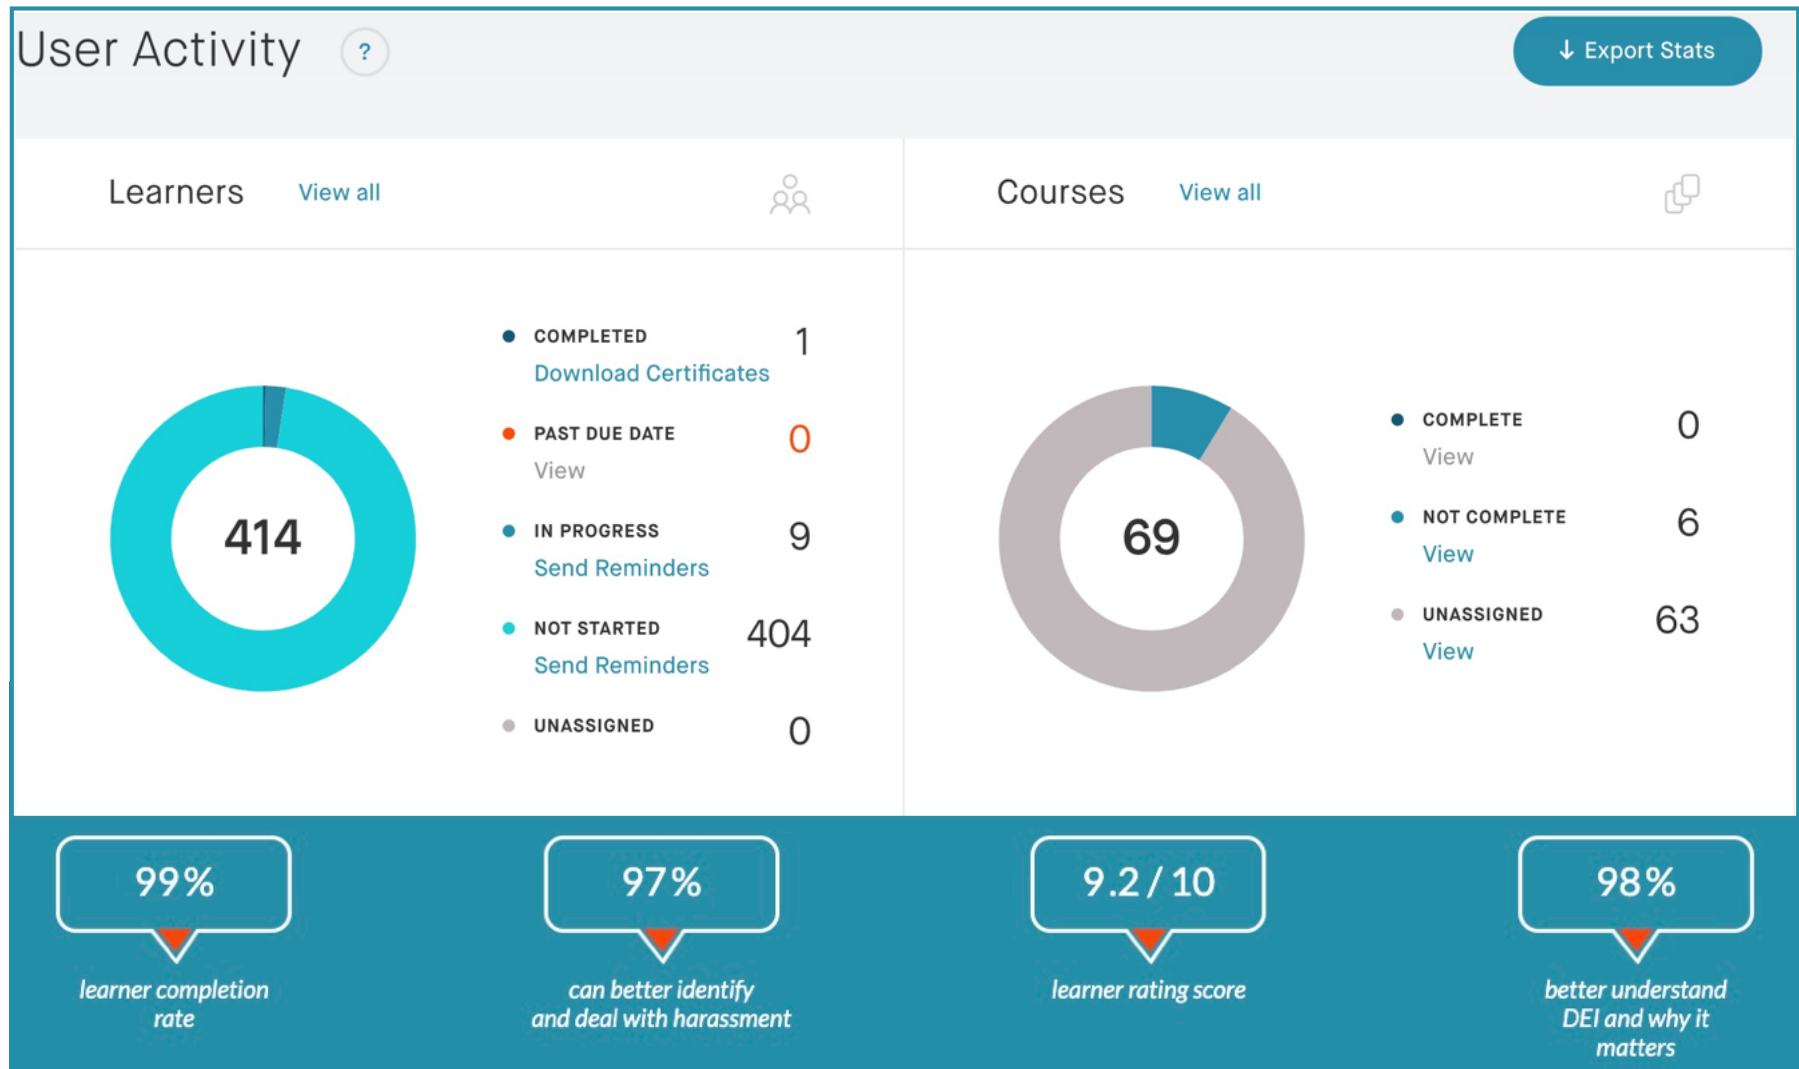 User Activity ?
↓ Export Stats
Learners View all
Courses View all
414
COMPLETED 1
Download Certificates
PAST DUE DATE 0
View
IN PROGRESS 9
Send Reminders
NOT STARTED 404
Send Reminders
UNASSIGNED 0
69
COMPLETE 0
View
NOT COMPLETE 6
View
UNASSIGNED 63
View
99%
learner completion
rate
97%
can better identify
and deal with harassment
9.2 / 10
learner rating score
98%
better understand
DEI and why it
matters